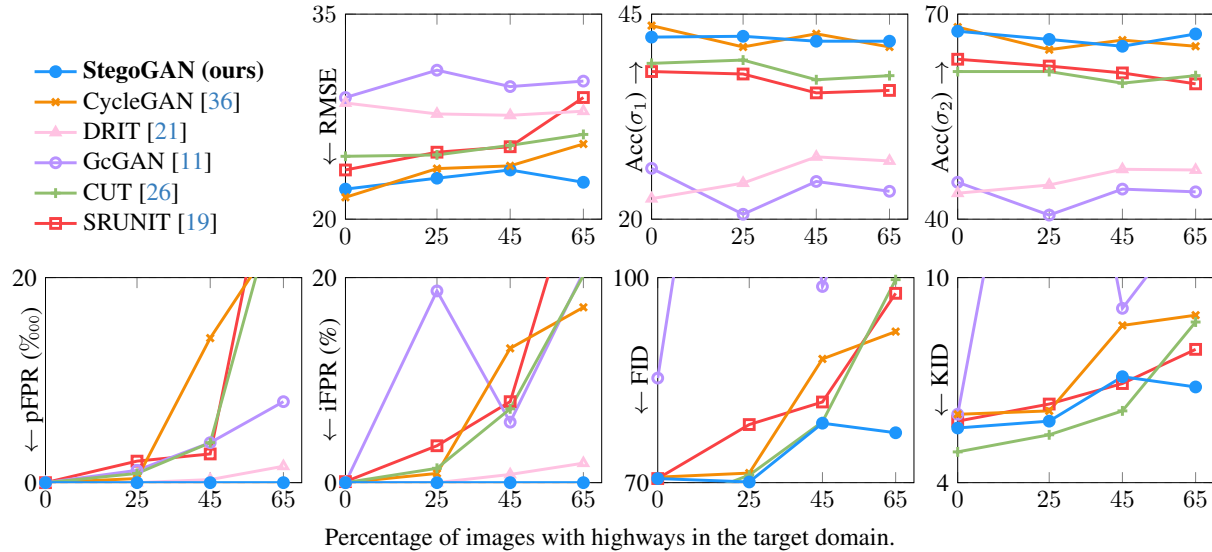 StegoGAN (ours)
CycleGAN [36]
DRIT [21]
GcGAN [11]
CUT [26]
SRUNIT [19]
35
20
← RMSE
0 25 45 65
45
20
Acc(σ₁) →
0 25 45 65
70
40
Acc(σ₂) →
0 25 45 65
20
0
← pFPR (‱)
0 25 45 65
20
0
← iFPR (%)
0 25 45 65
100
70
← FID
0 25 45 65
10
4
← KID
0 25 45 65
Percentage of images with highways in the target domain.